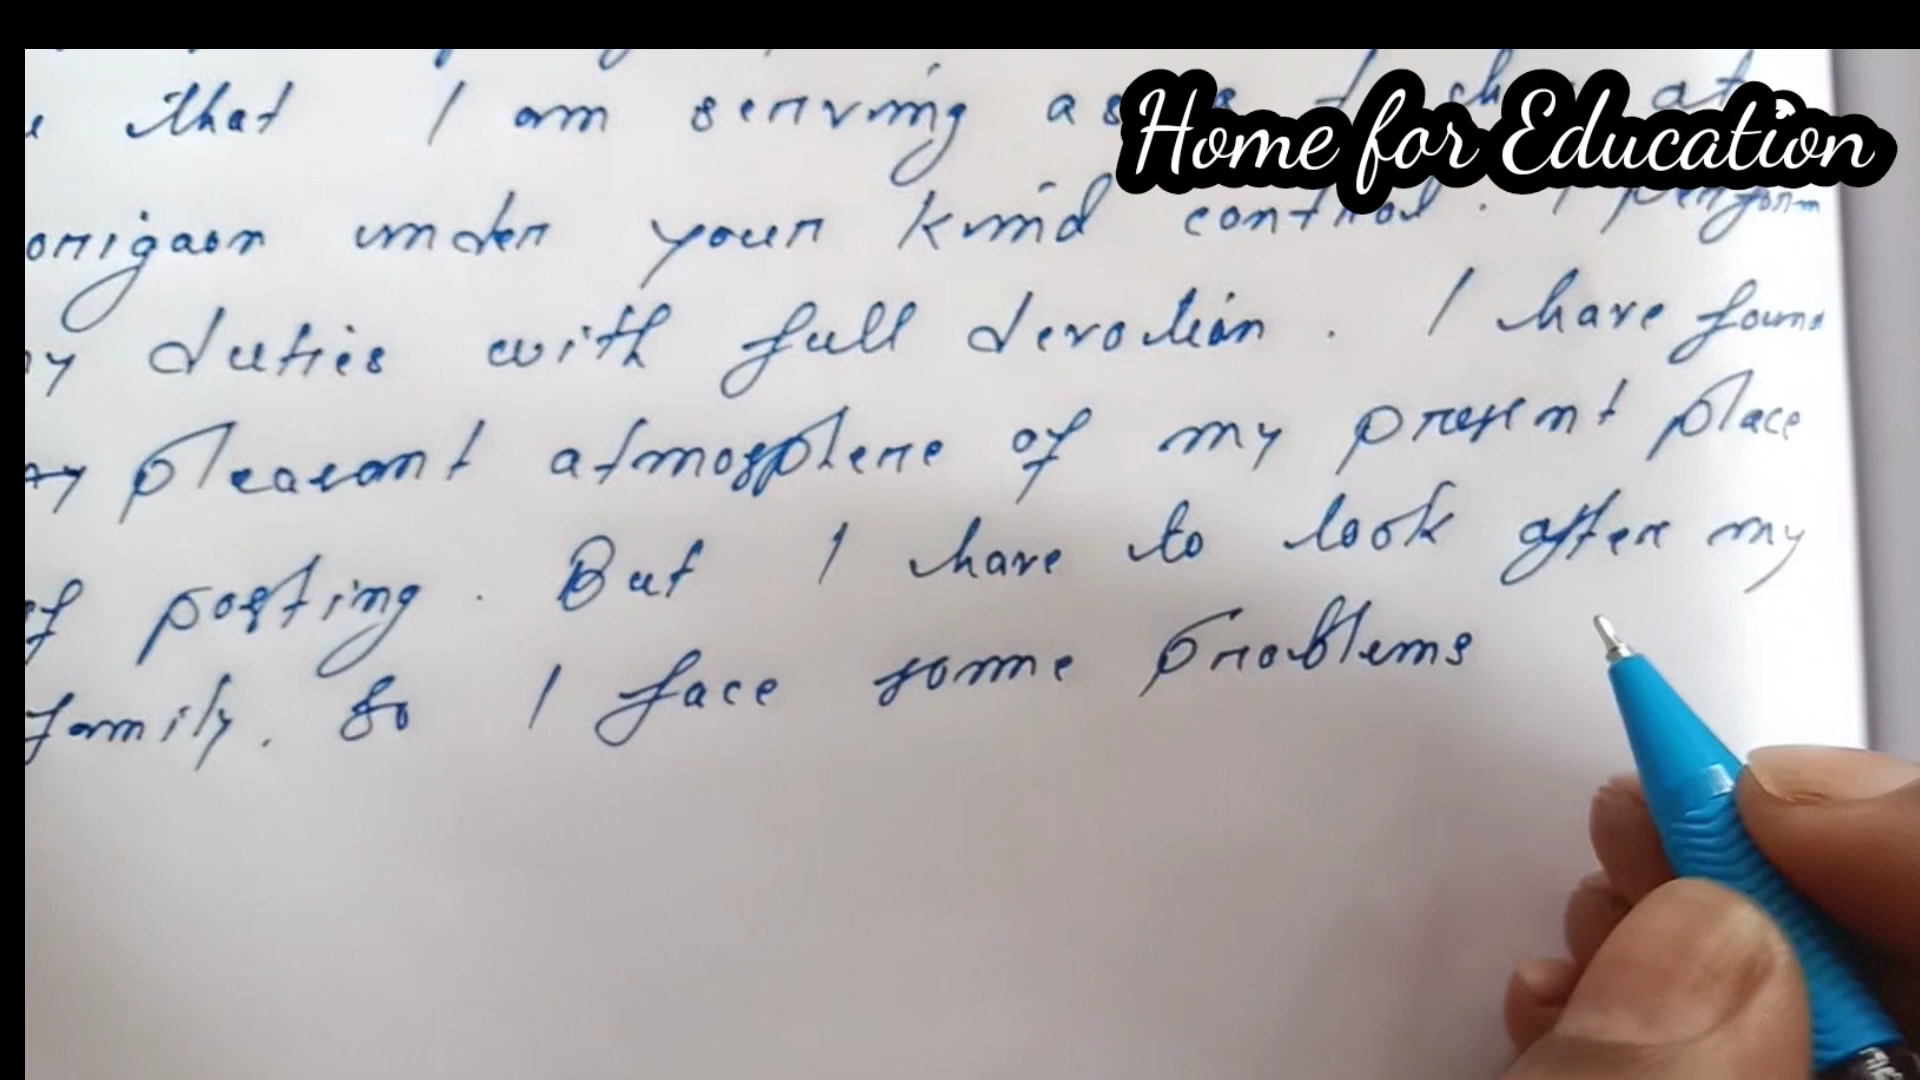 that I am serving as at
Home for Education
under your kind control. I perform
duties with full devotion. I have found
pleasant atmosphere of my present place
of posting. But I have to look after my
family. So I face some problems